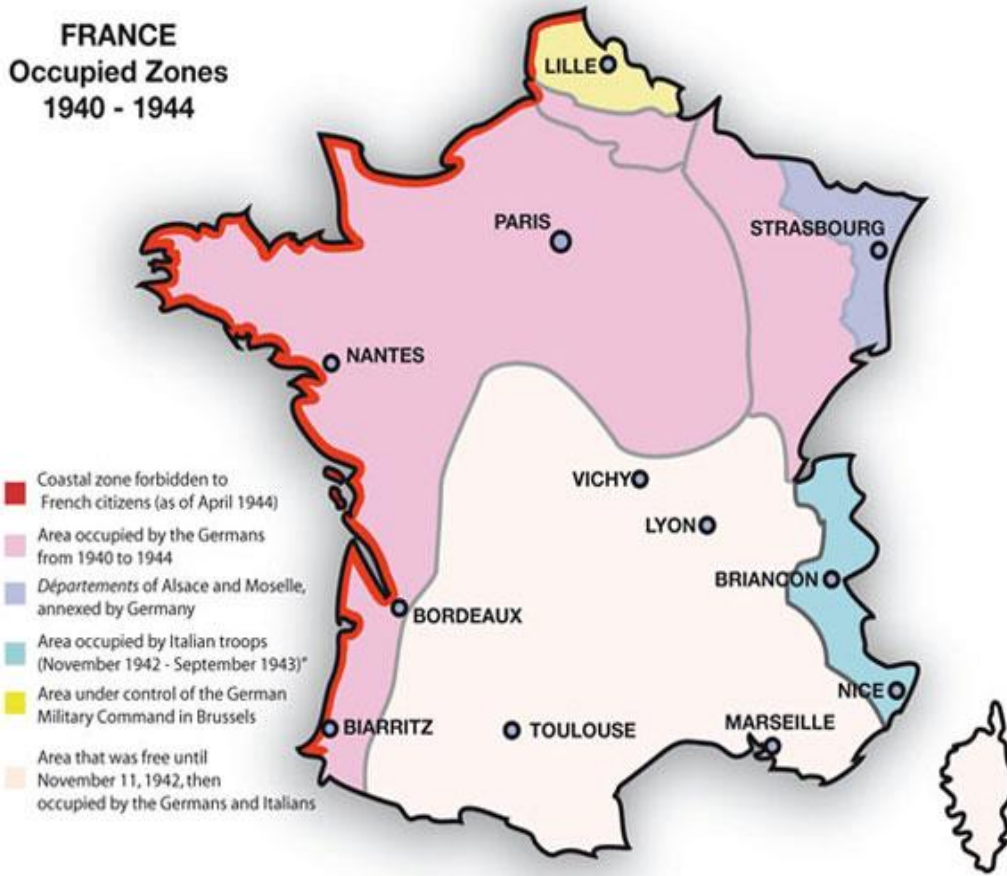 FRANCE
Occupied Zones
1940 - 1944
LILLE
PARIS
STRASBOURG
NANTES
VICHY
LYON
BRIANÇON
BORDEAUX
NICE
BIARRITZ
TOULOUSE
MARSEILLE
Coastal zone forbidden to
French citizens (as of April 1944)
Area occupied by the Germans
from 1940 to 1944
Départements of Alsace and Moselle,
annexed by Germany
Area occupied by Italian troops
(November 1942 - September 1943)*
Area under control of the German
Military Command in Brussels
Area that was free until
November 11, 1942, then
occupied by the Germans and Italians